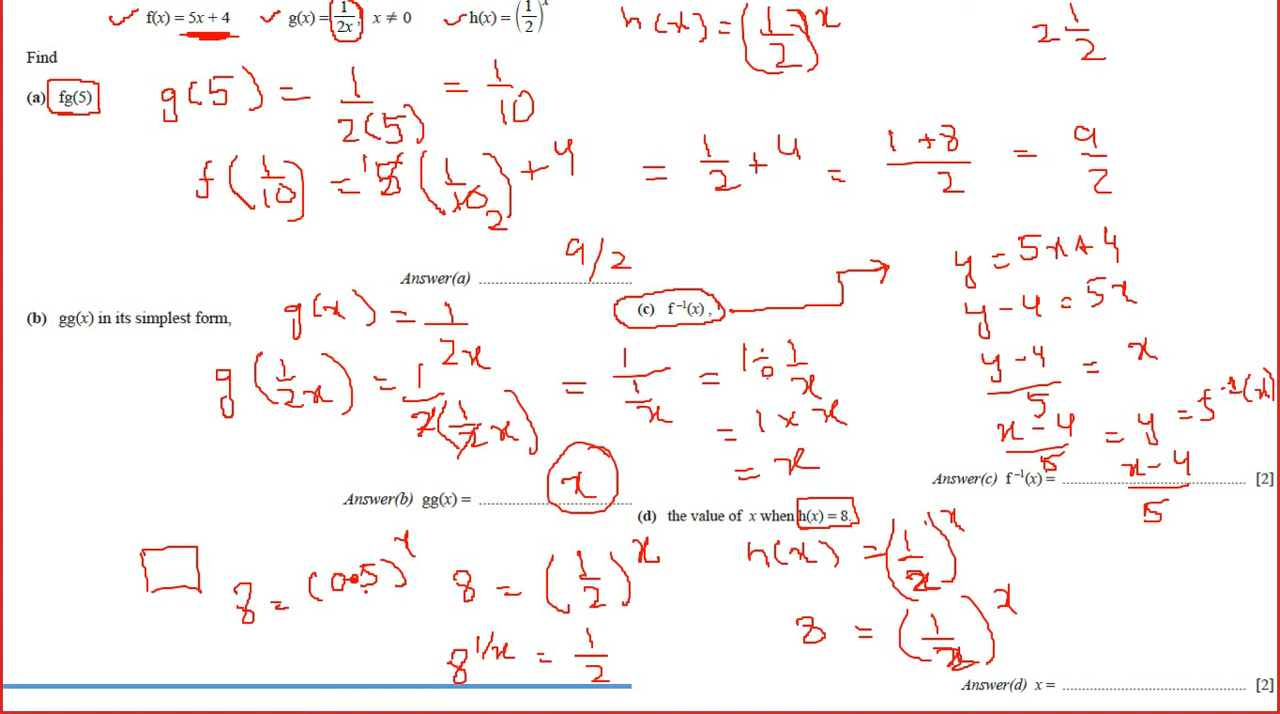 f(x) = 5x + 4 g(x) = 1/2x, x ≠ 0 h(x) = (1/2)^x
h(x) = (1/2)^x
2 1/2
Find
(a) fg(5)
g(5) = 1/2(5) = 1/10
f(1/10) = 5(1/10) + 4 = 1/2 + 4 = 1+8/2 = 9/2
Answer(a) .......... 9/2
(b) gg(x) in its simplest form,
g(x) = 1/2x
g(1/2x) = 1/2(1/2x) = 1/(1/x) = 1 ÷ 1/x
= 1 × x
= x
Answer(b) gg(x) = .......... x
(c) f⁻¹(x),
y = 5x + 4
y - 4 = 5x
y-4/5 = x
x-4/5 = y = f⁻¹(x)
Answer(c) f⁻¹(x) = .......... x-4/5 [2]
(d) the value of x when h(x) = 8.
h(x) = (1/2)^x
8 = (1/2)^x
8 = (0.5)^x
8 = (1/2)^x
8^1/x = 1/2
Answer(d) x = .......... [2]